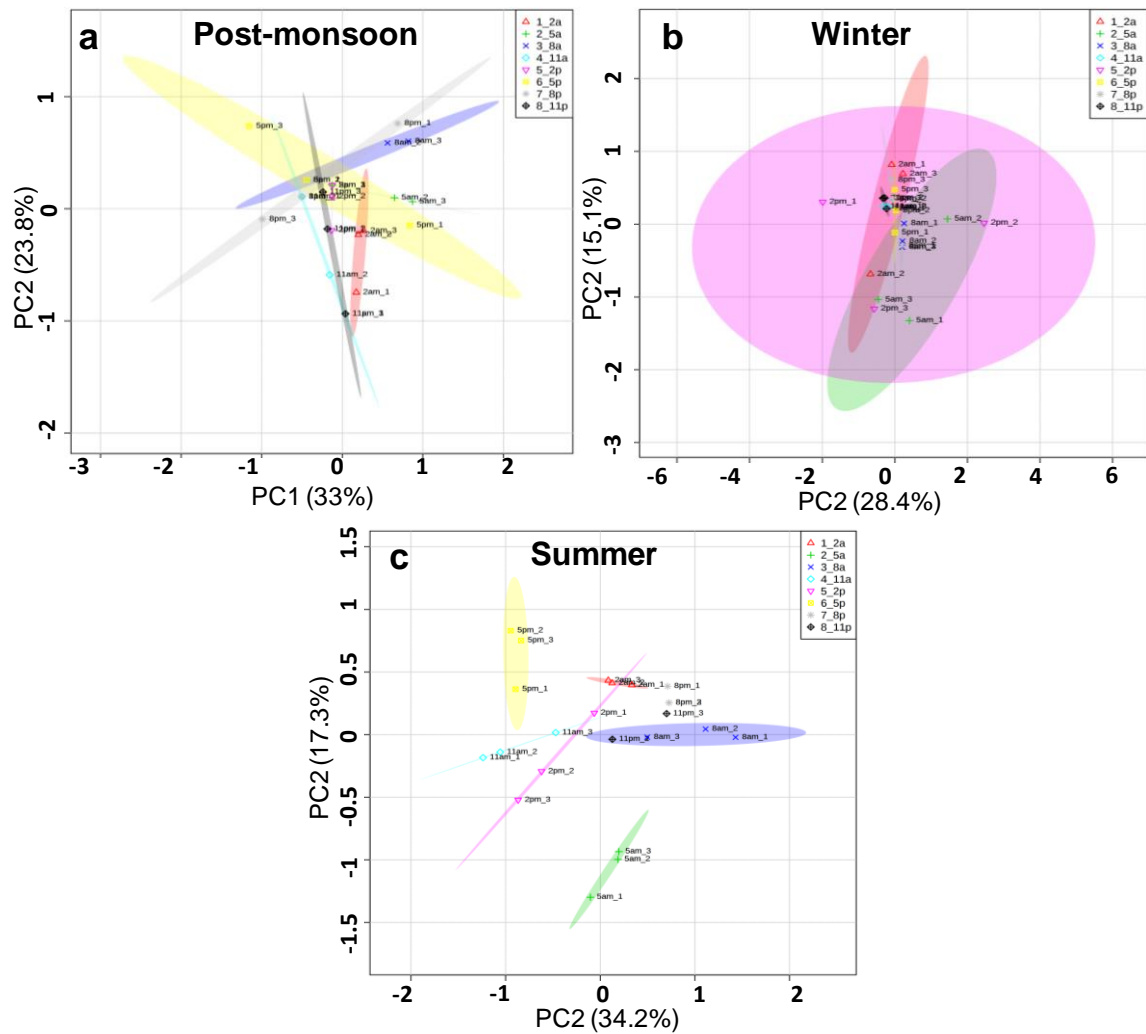 a
Post-monsoon
1_2a
2_5a
3_8a
4_11a
5_2p
6_5p
7_8p
8_11p
1
0
-1
-2
PC2 (23.8%)
5pm_3
8pm_1
8am_3
5am_2
5am_3
5pm_1
8pm_3
11am_2
2am_1
-3
-2
-1
0
1
2
PC1 (33%)
b
Winter
1_2a
2_5a
3_8a
4_11a
5_2p
6_5p
7_8p
8_11p
2
1
0
-1
-2
-3
PC2 (15.1%)
2am_1
2am_3
8pm_3
5pm_3
2pm_1
8am_1
5am_2
2pm_2
5pm_1
8am_2
2am_2
5am_3
2pm_3
5am_1
-6
-4
-2
0
2
4
6
PC2 (28.4%)
c
Summer
1_2a
2_5a
3_8a
4_11a
5_2p
6_5p
7_8p
8_11p
1.5
1
0.5
0
-0.5
-1
-1.5
PC2 (17.3%)
5pm_2
5pm_3
5pm_1
2am_3
2am_1
8pm_1
11pm_3
2pm_1
11am_3
8am_2
8am_3
8am_1
11am_2
11am_1
2pm_2
2pm_3
5am_3
5am_2
5am_1
-2
-1
0
1
2
PC2 (34.2%)